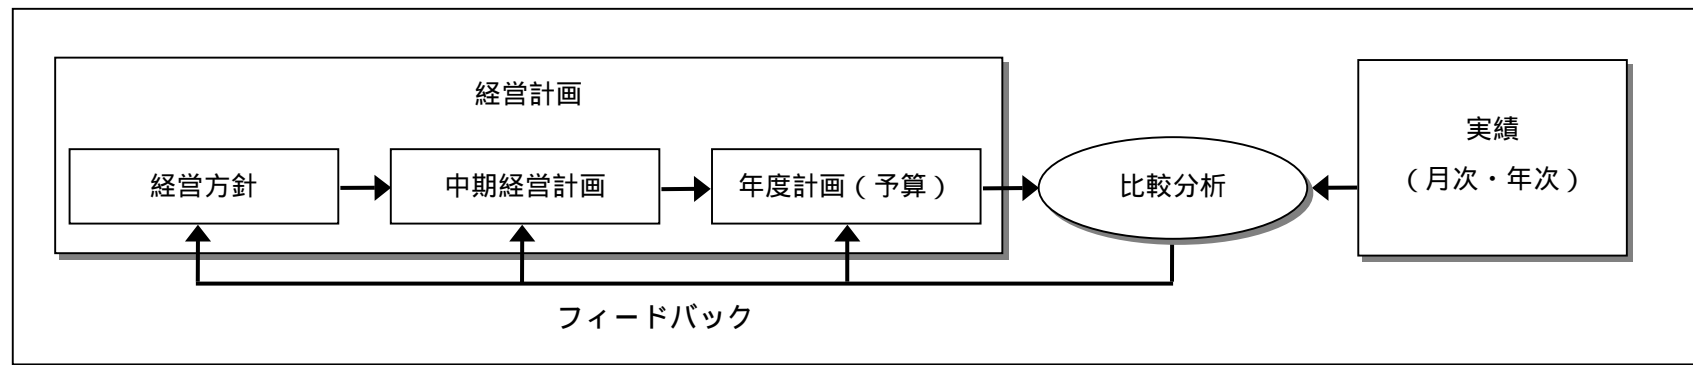 経営計画
経営方針
中期経営計画
年度計画(予算)
比較分析
実績
(月次・年次)
フィードバック